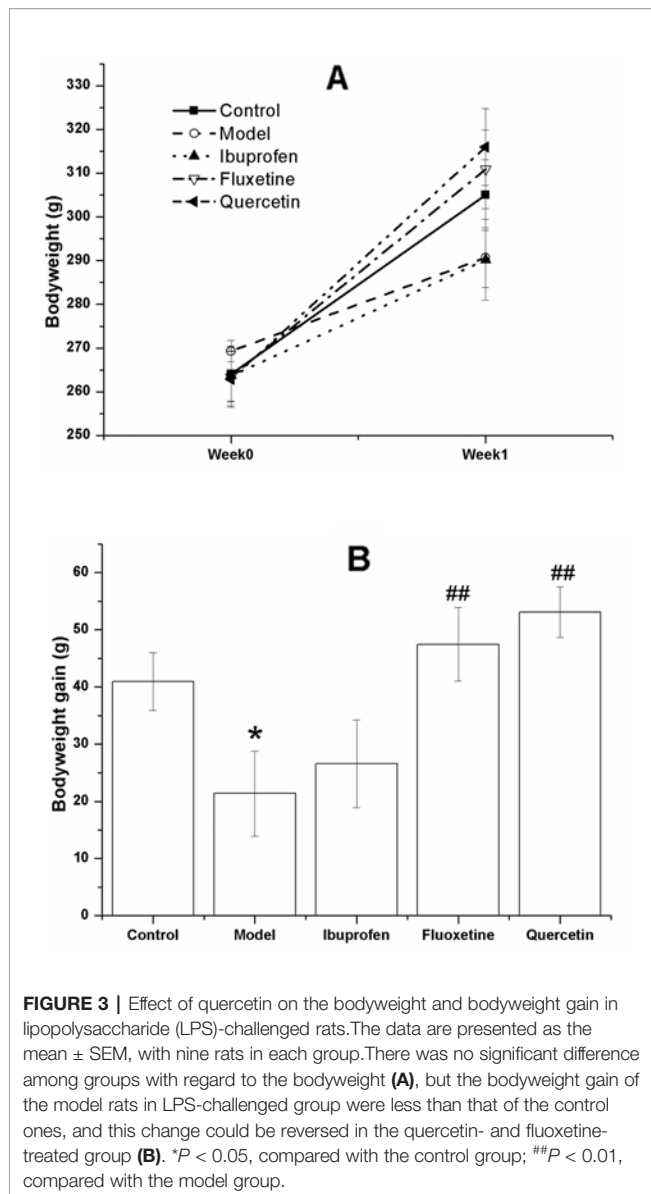 A
330
320
310
300
290
280
270
260
250
Bodyweight (g)
Control
Model
Ibuprofen
Fluxetine
Quercetin
Week0
Week1
B
60
50
40
30
20
10
0
Bodyweight gain (g)
*
##
##
Control
Model
Ibuprofen
Fluoxetine
Quercetin
FIGURE 3 | Effect of quercetin on the bodyweight and bodyweight gain in
lipopolysaccharide (LPS)-challenged rats.The data are presented as the
mean ± SEM, with nine rats in each group.There was no significant difference
among groups with regard to the bodyweight (A), but the bodyweight gain of
the model rats in LPS-challenged group were less than that of the control
ones, and this change could be reversed in the quercetin- and fluoxetine-
treated group (B). *P < 0.05, compared with the control group; ##P < 0.01,
compared with the model group.